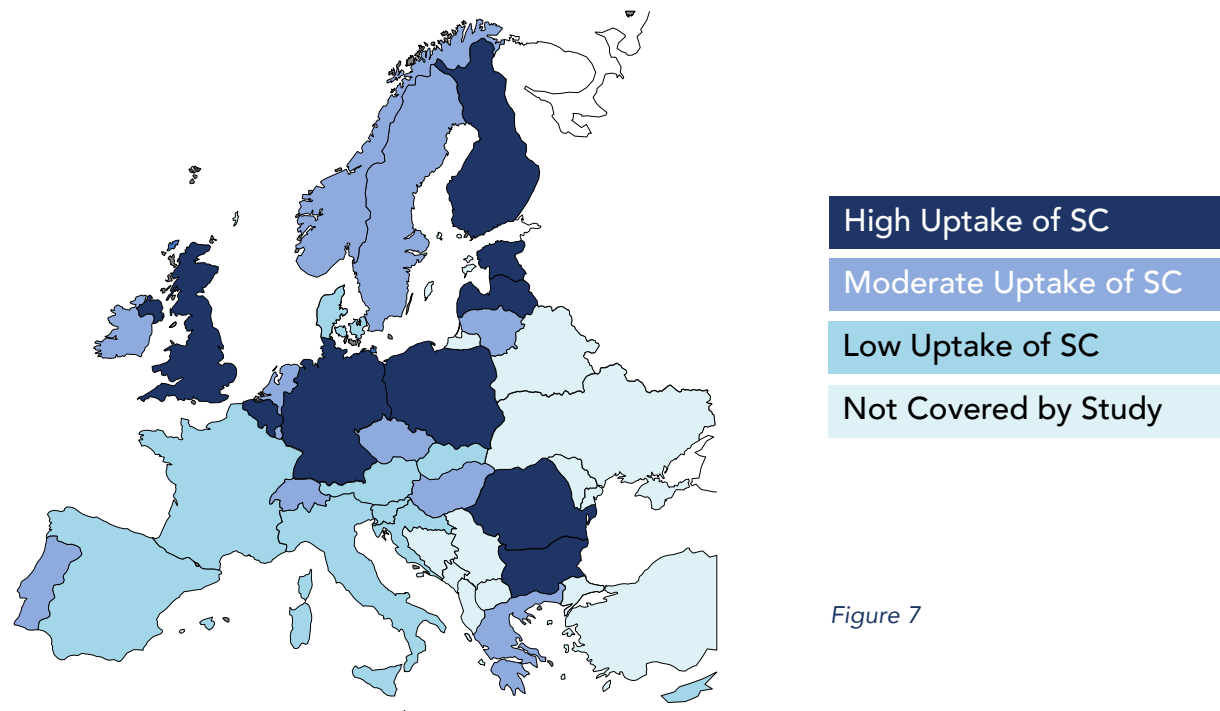 High Uptake of SC
Moderate Uptake of SC
Low Uptake of SC
Not Covered by Study
Figure 7